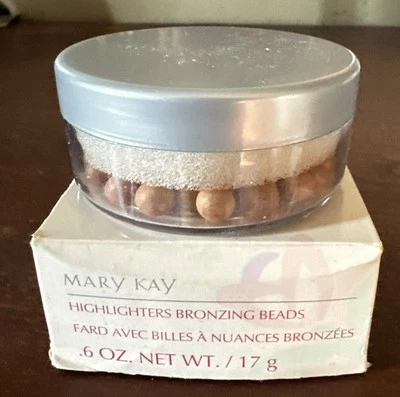 MARY KAY
HIGHLIGHTERS BRONZING BEADS
FARD AVEC BILLES À NUANCES BRONZÉES
.6 OZ. NET WT. / 17 g